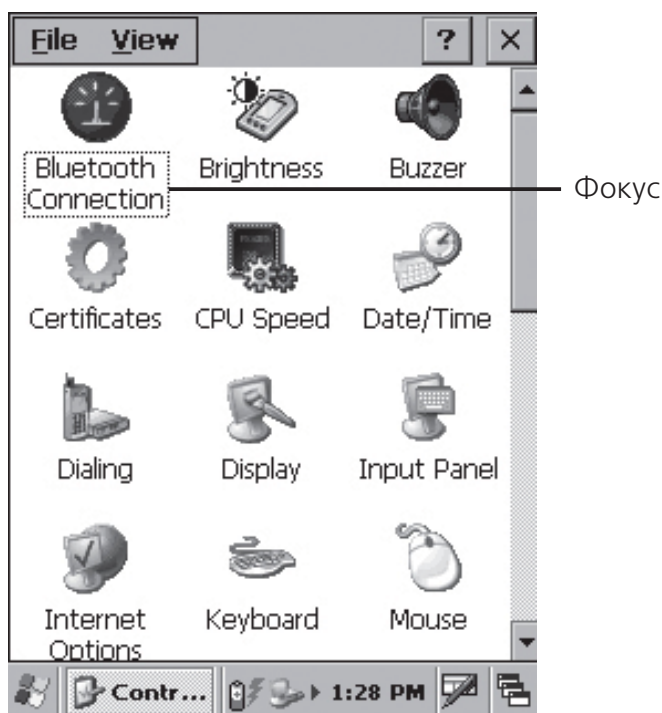 File View ? ×
Bluetooth Connection
Brightness
Buzzer
Фокус
Certificates
CPU Speed
Date/Time
Dialing
Display
Input Panel
Internet Options
Keyboard
Mouse
Contr... 1:28 PM